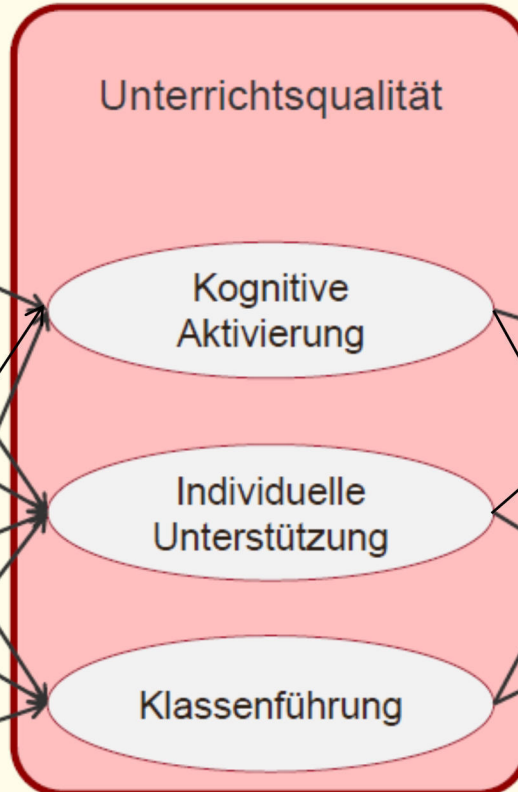 Unterrichtsqualität
Kognitive
Aktivierung
Individuelle
Unterstützung
Klassenführung